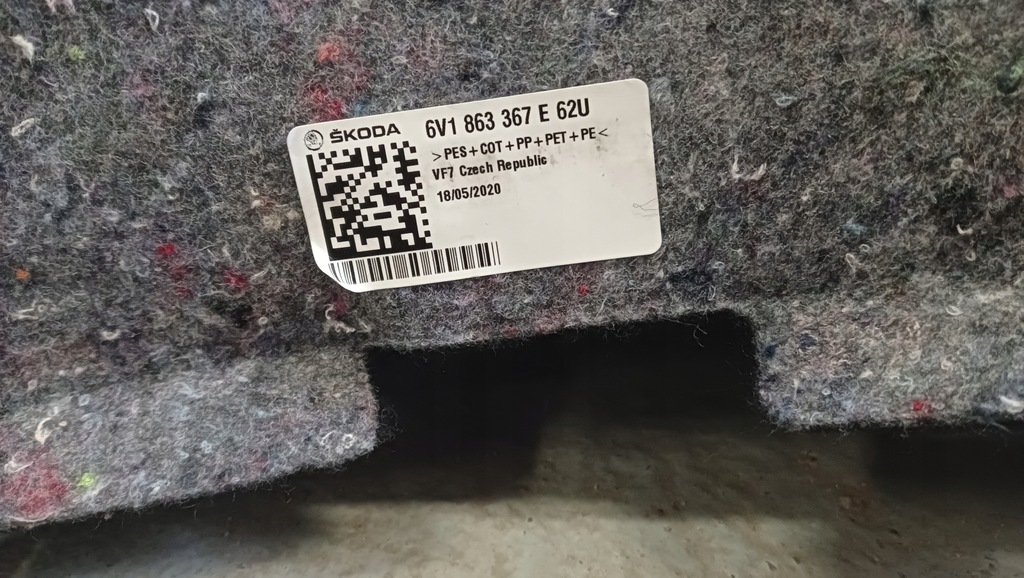 ŠKODA 6V1 863 367 E 62U
>PES+COT+PP+PET+PE<
VF7 Czech Republic
18/05/2020